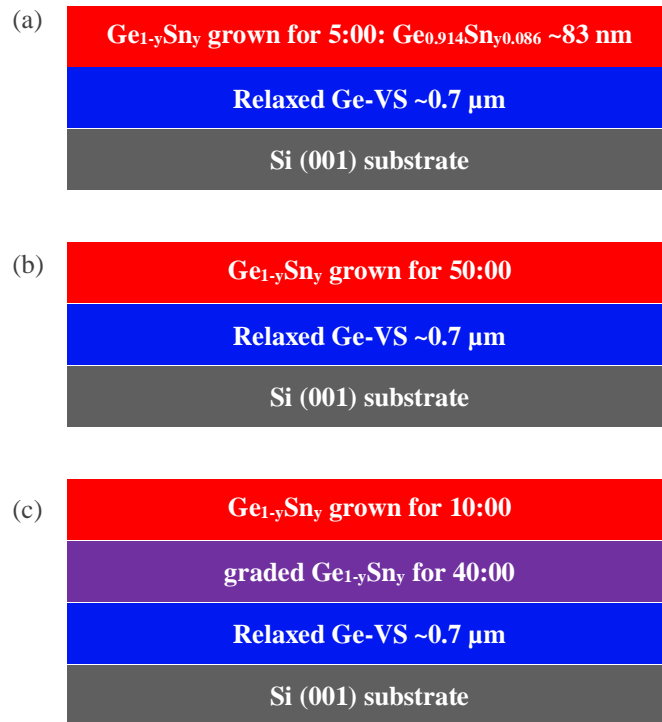 (a)
Ge₁₋ySny grown for 5:00: Ge₀.₉₁₄Sny₀.₀₈₆ ~83 nm
Relaxed Ge-VS ~0.7 µm
Si (001) substrate
(b)
Ge₁₋ySny grown for 50:00
Relaxed Ge-VS ~0.7 µm
Si (001) substrate
(c)
Ge₁₋ySny grown for 10:00
graded Ge₁₋ySny for 40:00
Relaxed Ge-VS ~0.7 µm
Si (001) substrate